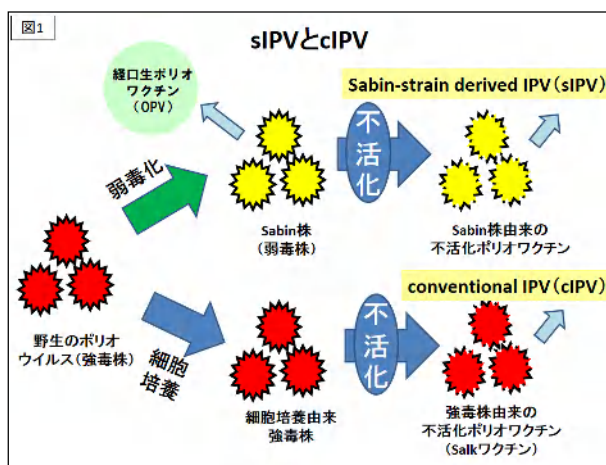 図1
sIPVとcIPV
経口生ポリオ
ワクチン
(OPV)
Sabin-strain derived IPV(sIPV)
不活化
弱毒化
Sabin株
(弱毒株)
Sabin株由来の
不活化ポリオワクチン
conventional IPV(cIPV)
野生のポリオ
ウイルス(強毒株)
細胞
培養
不活化
細胞培養由来
強毒株
強毒株由来の
不活化ポリオワクチン
(Salkワクチン)